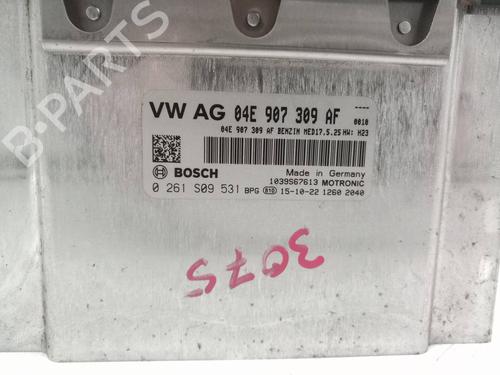 VW AG 04E 907 309 AF ----
0010
04E 907 309 AF BENZIN MED17.5.25 HW: H23
BOSCH
Made in Germany
1039S67613 MOTRONIC
0 261 S09 531 BPG 810 15-10-22 1260 2040
3075
B-PARTS